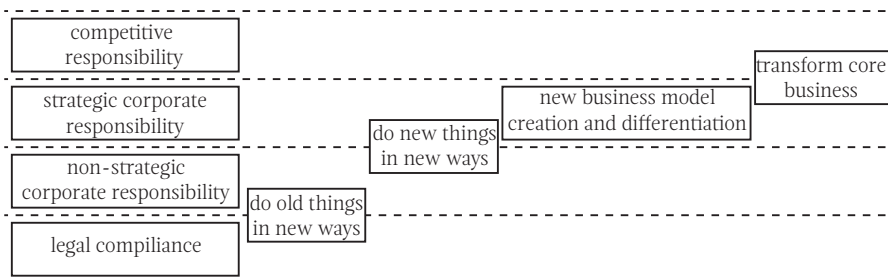 competitive
responsibility
transform core
business
strategic corporate
responsibility
new business model
creation and differentiation
do new things
in new ways
non-strategic
corporate responsibility
do old things
in new ways
legal compiliance